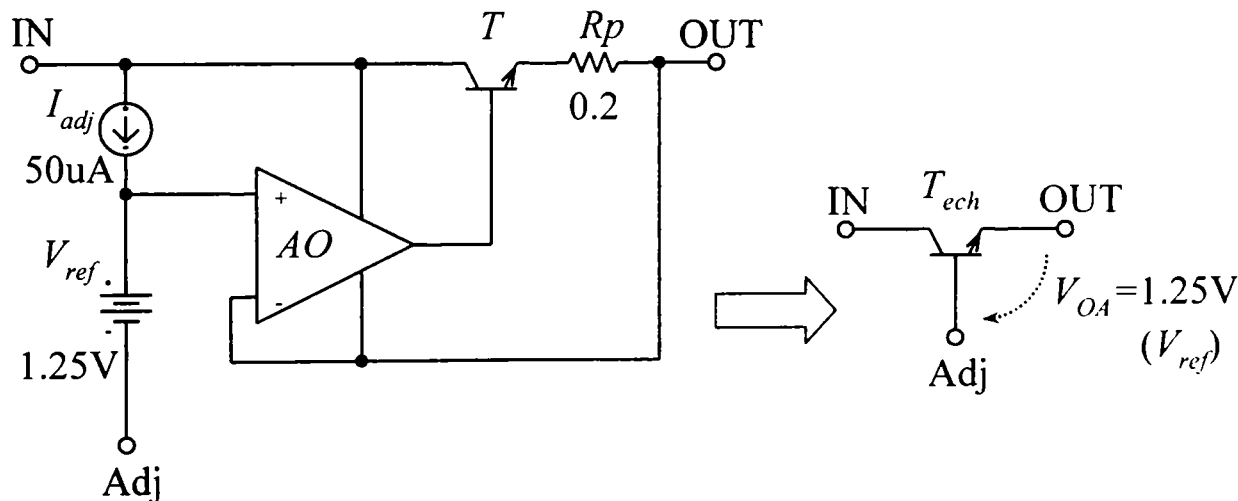 IN
T
Rp
OUT
I_adj
50uA
0.2
+
AO
-
V_ref
1.25V
Adj
IN
T_ech
OUT
V_OA=1.25V
(V_ref)
Adj